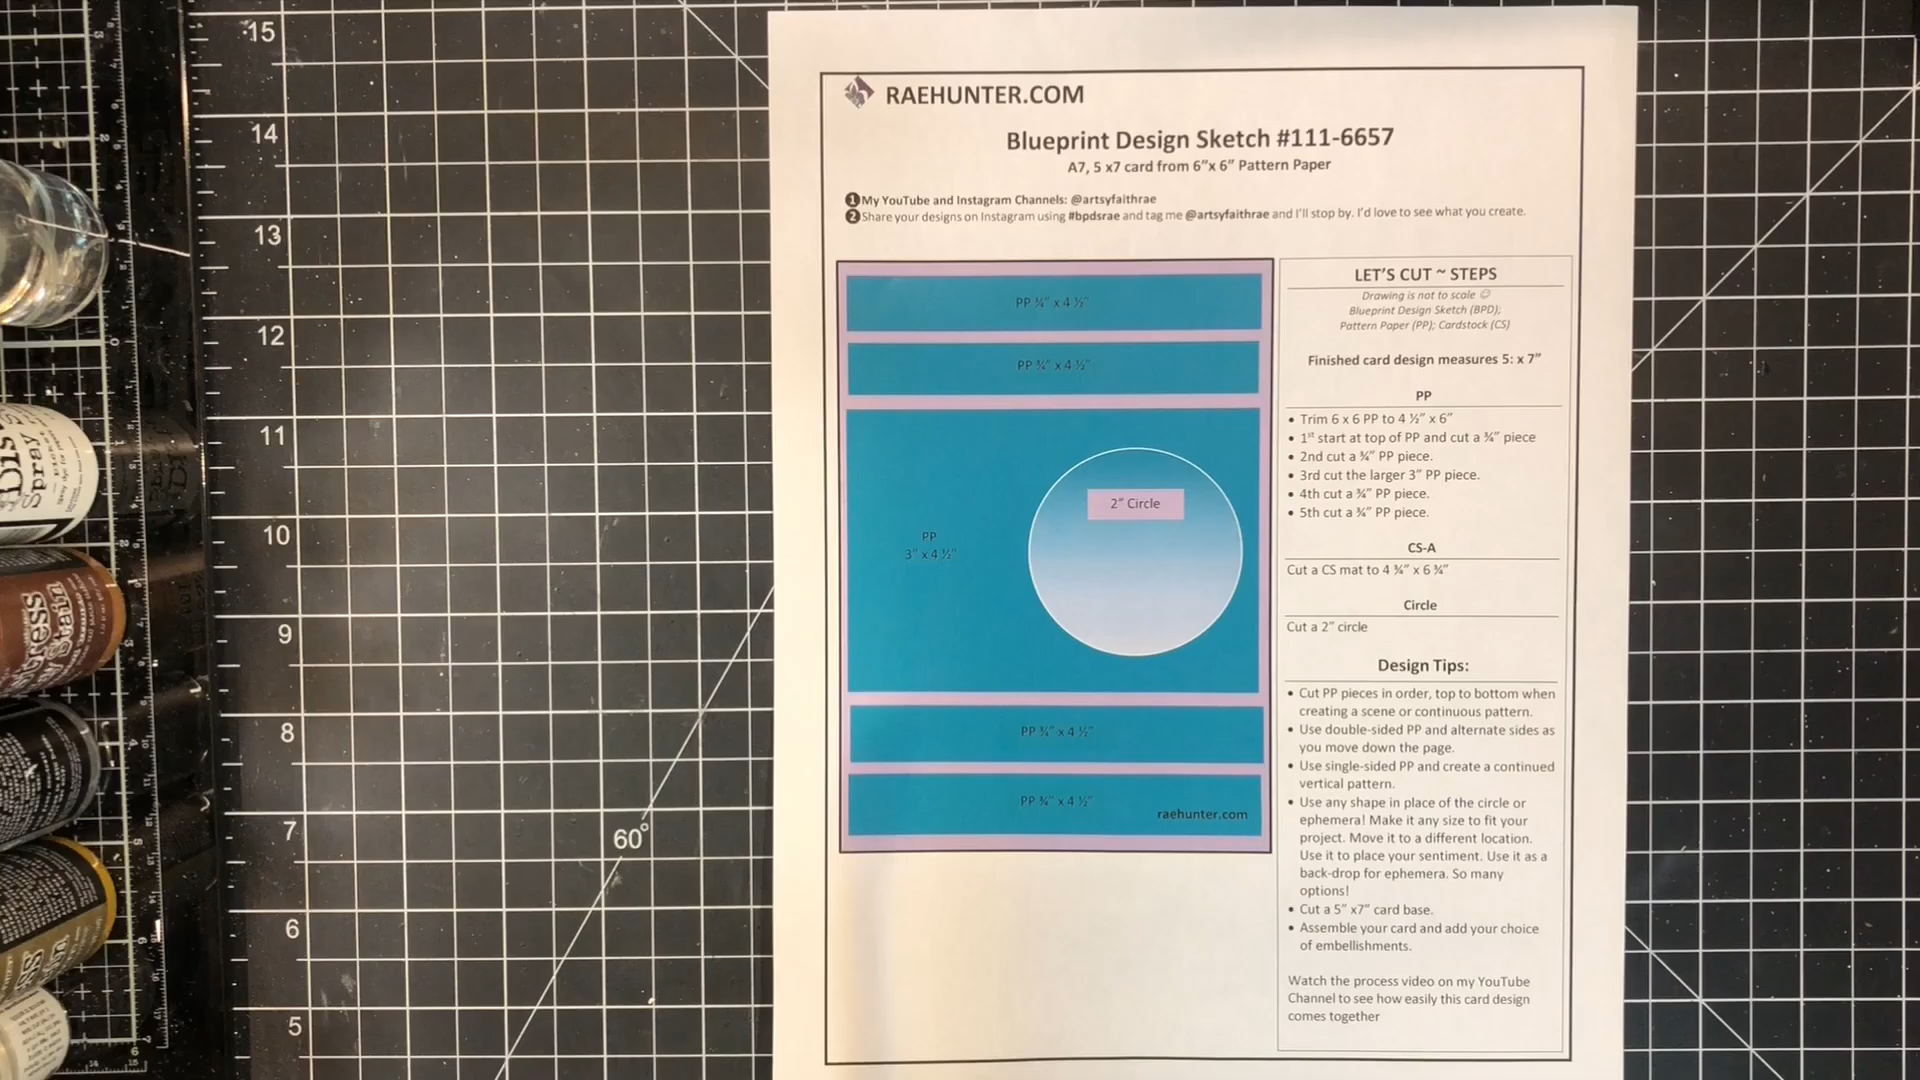 RAEHUNTER.COM
Blueprint Design Sketch #111-6657
A7, 5 x7 card from 6”x 6” Pattern Paper
1 My YouTube and Instagram Channels: @artsyfaithrae
2 Share your designs on Instagram using #bpdsrae and tag me @artsyfaithrae and I’ll stop by. I’d love to see what you create.
PP ¾” x 4 ½”
PP ¾” x 4 ½”
2” Circle
PP
3” x 4 ½”
PP ¾” x 4 ½”
PP ¾” x 4 ½”
raehunter.com
LET’S CUT ~ STEPS
Drawing is not to scale ☺
Blueprint Design Sketch (BPD);
Pattern Paper (PP); Cardstock (CS)
Finished card design measures 5: x 7”
PP
• Trim 6 x 6 PP to 4 ½” x 6”
• 1st start at top of PP and cut a ¾” piece
• 2nd cut a ¾” PP piece.
• 3rd cut the larger 3” PP piece.
• 4th cut a ¾” PP piece.
• 5th cut a ¾” PP piece.
CS-A
Cut a CS mat to 4 ¾” x 6 ¾”
Circle
Cut a 2” circle
Design Tips:
• Cut PP pieces in order, top to bottom when
creating a scene or continuous pattern.
• Use double-sided PP and alternate sides as
you move down the page.
• Use single-sided PP and create a continued
vertical pattern.
• Use any shape in place of the circle or
ephemera! Make it any size to fit your
project. Move it to a different location.
Use it to place your sentiment. Use it as a
back-drop for ephemera. So many
options!
• Cut a 5” x7” card base.
• Assemble your card and add your choice
of embellishments.
Watch the process video on my YouTube
Channel to see how easily this card design
comes together
15
14
13
12
11
10
9
8
7
6
5
60°
Dis
Spray
Stain